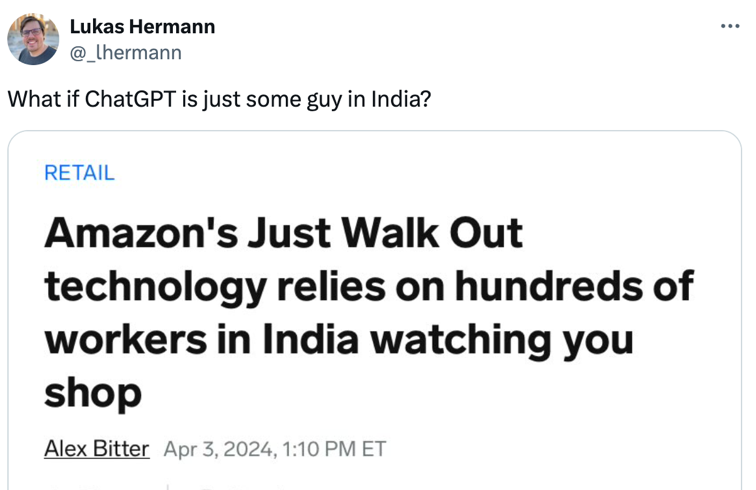 Lukas Hermann
@_lhermann
What if ChatGPT is just some guy in India?
RETAIL
Amazon's Just Walk Out
technology relies on hundreds of
workers in India watching you
shop
Alex Bitter Apr 3, 2024, 1:10 PM ET